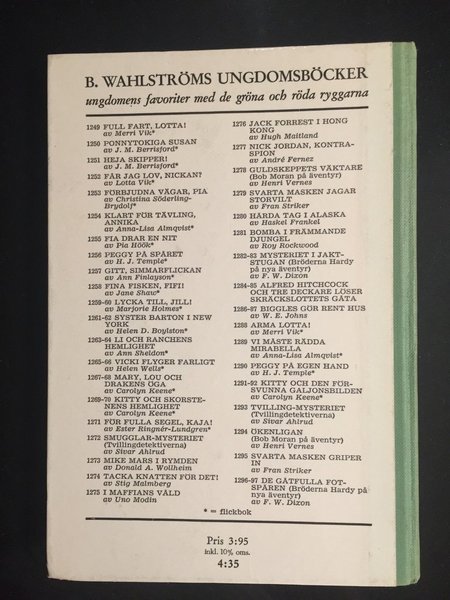 B. WAHLSTRÖMS UNGDOMSBÖCKER
ungdomens favoriter med de gröna och röda ryggarna
1249 FULL FART, LOTTA!
av Merri Vik*
1250 PONNYTOKIGA SUSAN
av J. M. Berrisford*
1251 HEJA SKIPPER!
av J. M. Berrisford*
1252 FÅR JAG LOV, NICKAN?
av Lotta Vik*
1253 FÖRBJUDNA VÄGAR, PIA
av Christina Söderling-
Brydolf*
1254 KLART FÖR TÄVLING,
ANNIKA
av Anna-Lisa Almqvist*
1255 FIA DRAR EN NIT
av Pia Höök*
1256 PEGGY PÅ SPÅRET
av H. J. Temple*
1257 GITT, SIMMARFLICKAN
av Ann Finlayson*
1258 FINA FISKEN, FIFI!
av Jane Shaw*
1259-60 LYCKA TILL, JILL!
av Marjorie Holmes*
1261-62 SYSTER BARTON I NEW
YORK
av Helen D. Boylston*
1263-64 LI OCH RANCHENS
HEMLIGHET
av Ann Sheldon*
1265-66 VICKI FLYGER FARLIGT
av Helen Wells*
1267-68 MARY, LOU OCH
DRAKENS ÖGA
av Carolyn Keene*
1269-70 KITTY OCH SKORSTE-
NENS HEMLIGHET
av Carolyn Keene*
1271 FÖR FULLA SEGEL, KAJA!
av Ester Ringnér-Lundgren*
1272 SMUGGLAR-MYSTERIET
(Tvillingdetektiverna)
av Sivar Ahlrud
1273 MIKE MARS I RYMDEN
av Donald A. Wollheim
1274 TACKA KNATTEN FÖR DET!
av Stig Malmberg
1275 I MAFFIANS VÅLD
av Uno Modin
1276 JACK FORREST I HONG
KONG
av Hugh Maitland
1277 NICK JORDAN, KONTRA-
SPION
av André Fernez
1278 GULDSKEPPETS VÄKTARE
(Bob Moran på äventyr)
av Henri Vernes
1279 SVARTA MASKEN JAGAR
STORVILT
av Fran Striker
1280 HÅRDA TAG I ALASKA
av Haskel Frankel
1281 BOMBA I FRÄMMANDE
DJUNGEL
av Roy Rockwood
1282-83 MYSTERIET I JAKT-
STUGAN (Bröderna Hardy
på nya äventyr)
av F. W. Dixon
1284-85 ALFRED HITCHCOCK
OCH TRE DECKARE LÖSER
SKRÄCKSLOTTETS GÅTA
1286-87 BIGGLES GÖR RENT HUS
av W. E. Johns
1288 ARMA LOTTA!
av Merri Vik*
1289 VI MÅSTE RÄDDA
MIRABELLA
av Anna-Lisa Almqvist*
1290 PEGGY PÅ EGEN HAND
av H. J. Temple*
1291-92 KITTY OCH DEN FÖR-
SVUNNA GALJONSBILDEN
av Carolyn Keene*
1293 TVILLING-MYSTERIET
(Tvillingdetektiverna)
av Sivar Ahlrud
1294 ÖKENLIGAN
(Bob Moran på äventyr)
av Henri Vernes
1295 SVARTA MASKEN GRIPER
IN
av Fran Striker
1296-97 DE GÅTFULLA FOT-
SPÅREN (Bröderna Hardy på
nya äventyr)
av F. W. Dixon
* = flickbok
Pris 3:95
inkl. 10% oms.
4:35